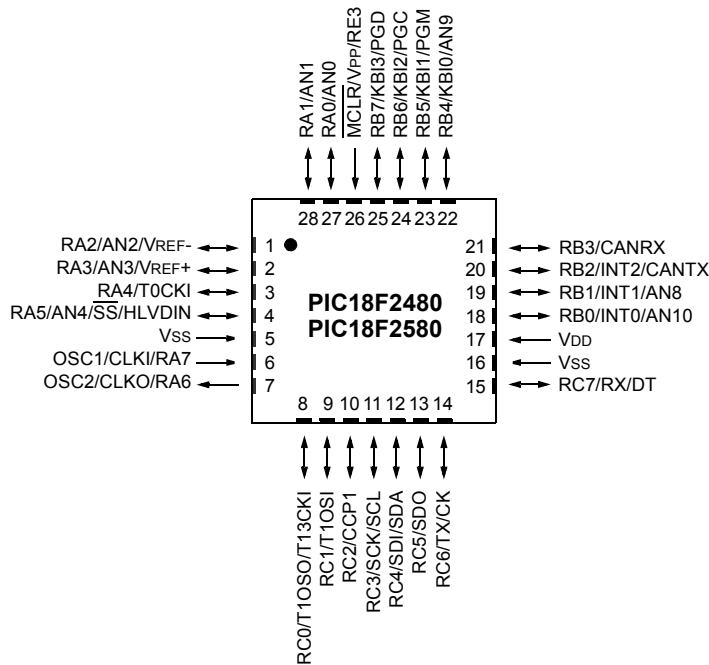 RA1/AN1
RA0/AN0
MCLR/VPP/RE3
RB7/KBI3/PGD
RB6/KBI2/PGC
RB5/KBI1/PGM
RB4/KBI0/AN9
28 27 26 25 24 23 22
RA2/AN2/VREF- 1
RA3/AN3/VREF+ 2
RA4/T0CKI 3
RA5/AN4/SS/HLVDIN 4
VSS 5
OSC1/CLKI/RA7 6
OSC2/CLKO/RA6 7
PIC18F2480
PIC18F2580
21 RB3/CANRX
20 RB2/INT2/CANTX
19 RB1/INT1/AN8
18 RB0/INT0/AN10
17 VDD
16 VSS
15 RC7/RX/DT
8 9 10 11 12 13 14
RC0/T1OSO/T13CKI
RC1/T1OSI
RC2/CCP1
RC3/SCK/SCL
RC4/SDI/SDA
RC5/SDO
RC6/TX/CK